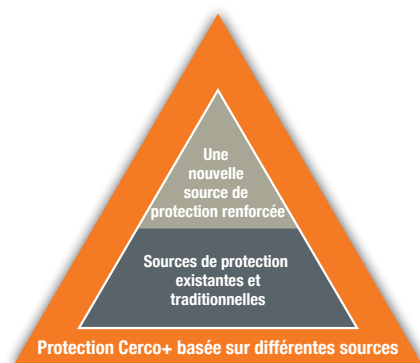 Une
nouvelle
source de
protection renforcée
Sources de protection
existantes et
traditionnelles
Protection Cerco+ basée sur différentes sources